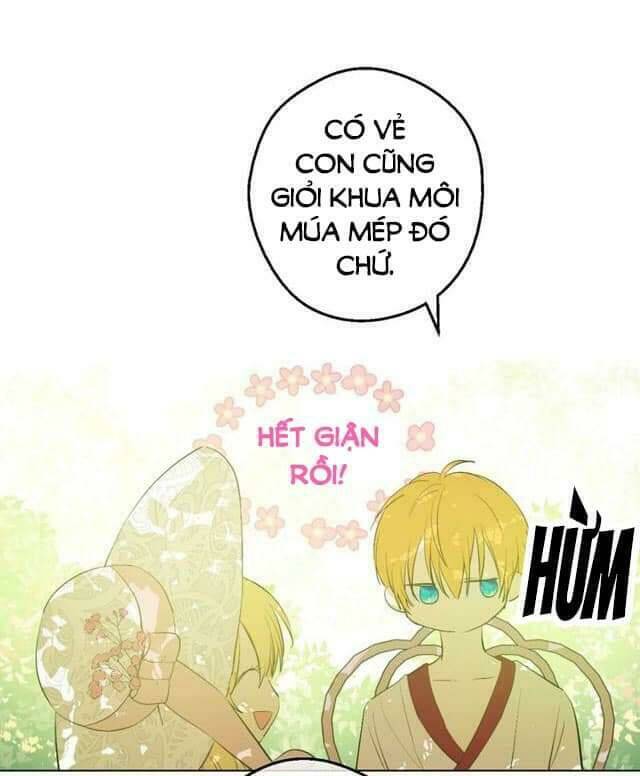 CÓ VẺ
CON CŨNG
GIỎI KHUA MÔI
MÚA MÉP ĐÓ
CHỨ.
HẾT GIẬN
RỒI!
HỪM